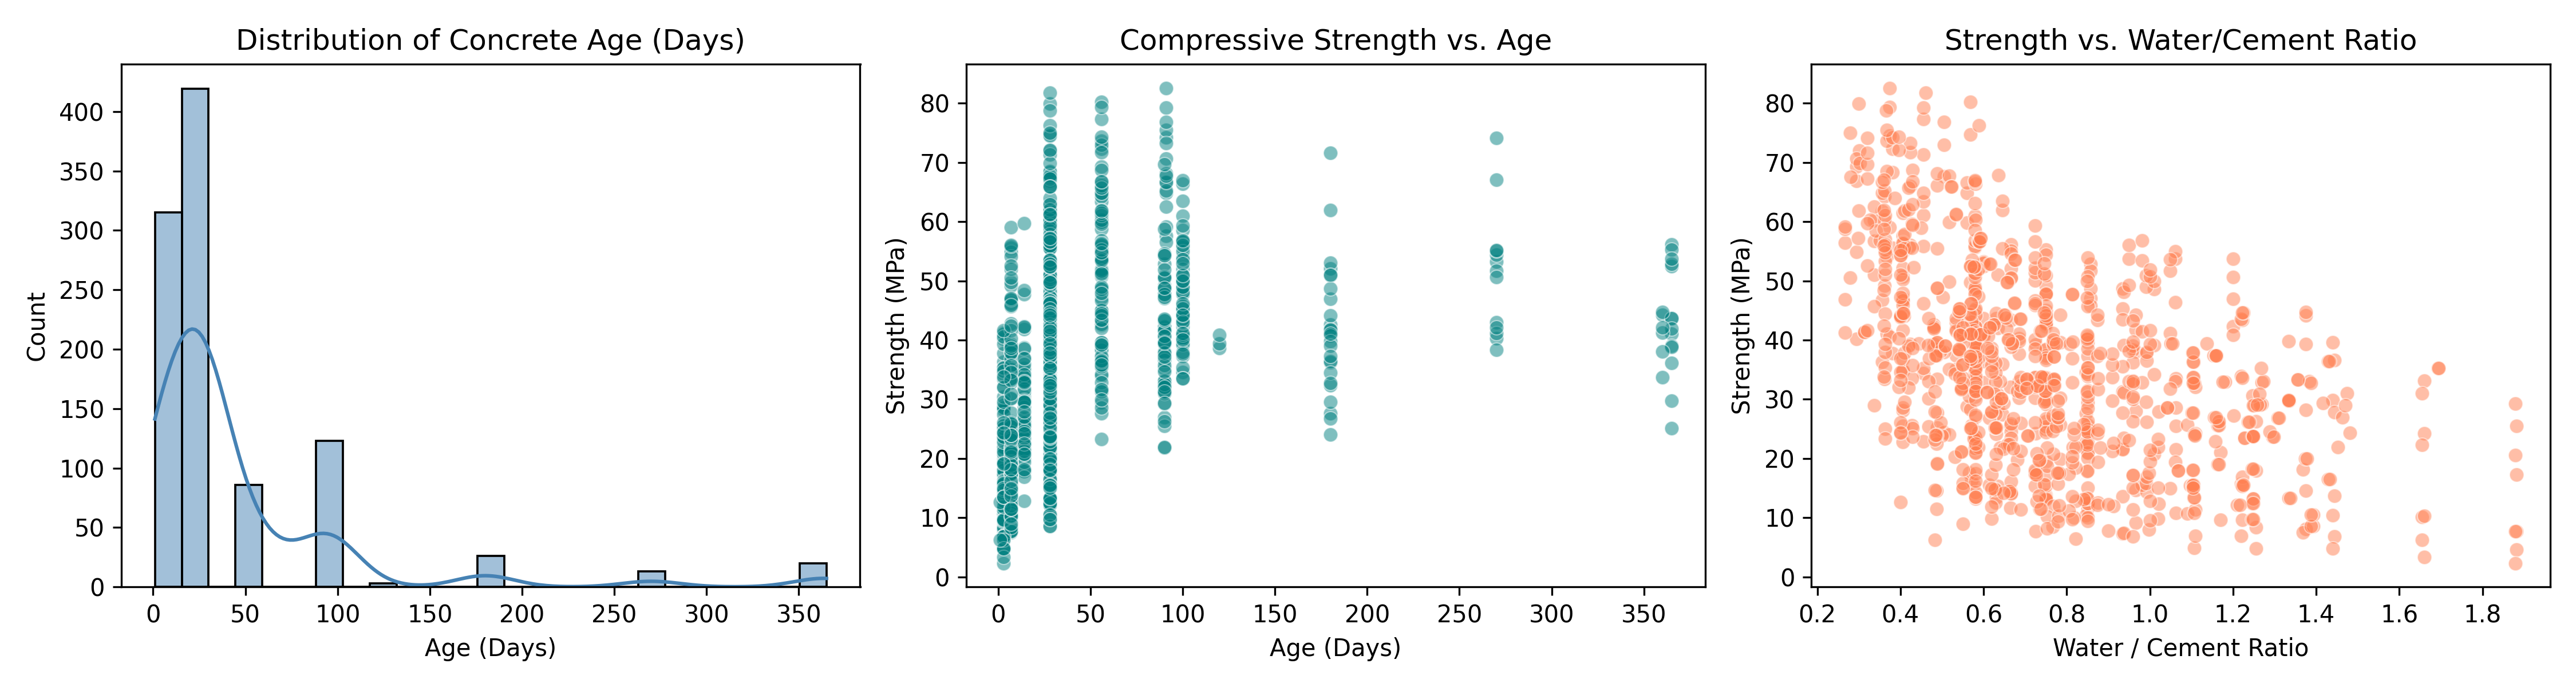 Distribution of Concrete Age (Days)
Count
400
350
300
250
200
150
100
50
0
0 50 100 150 200 250 300 350
Age (Days)
Compressive Strength vs. Age
Strength (MPa)
80
70
60
50
40
30
20
10
0
0 50 100 150 200 250 300 350
Age (Days)
Strength vs. Water/Cement Ratio
Strength (MPa)
80
70
60
50
40
30
20
10
0
0.2 0.4 0.6 0.8 1.0 1.2 1.4 1.6 1.8
Water / Cement Ratio